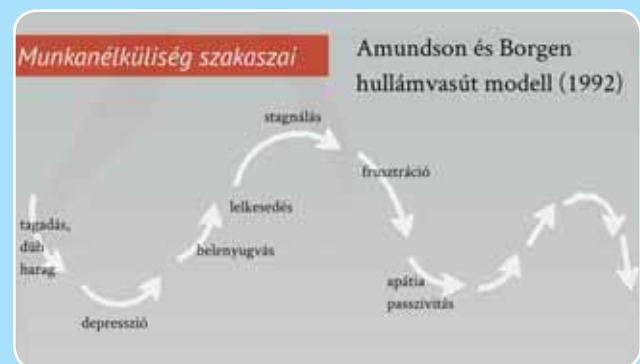 Munkanélküliség szakaszai
Amundson és Borgen
hullámvasút modell (1992)
stagnálás
frusztráció
lelkesedés
tagadás,
düh
harag
belenyugvás
apátia
passzivitás
depresszió